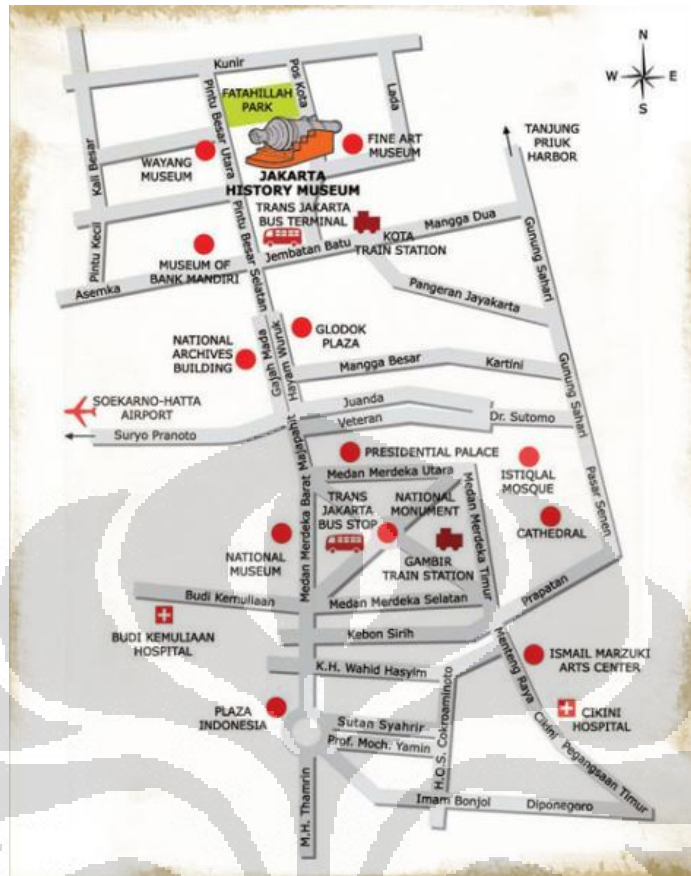 N
W E
S
Kunir
Pintu Besar Utara
FATAHILLAH
PARK
Pos Kota
Lada
Kali Besar
WAYANG
MUSEUM
FINE ART
MUSEUM
TANJUNG
PRIUK
HARBOR
JAKARTA
HISTORY MUSEUM
TRANS JAKARTA
BUS TERMINAL
Mangga Dua
KOTA
TRAIN STATION
Pintu Kecil
MUSEUM OF
BANK MANDIRI
Pintu Besar Selatan
Jembatan Batu
Gunung Sahari
Asemka
Pangeran Jayakarta
NATIONAL
ARCHIVES
BUILDING
Gajah Mada
Hayam Wuruk
GLODOK
PLAZA
Mangga Besar
Kartini
Gunung Sahari
SOEKARNO-HATTA
AIRPORT
Juanda
Veteran
Dr. Sutomo
Suryo Pranoto
Majapahit
PRESIDENTIAL PALACE
Medan Merdeka Utara
ISTIQLAL
MOSQUE
Pasar Senen
Medan Merdeka Barat
TRANS
JAKARTA
BUS STOP
NATIONAL
MONUMENT
Medan Merdeka Timur
CATHEDRAL
NATIONAL
MUSEUM
GAMBIR
TRAIN STATION
Budi Kemuliaan
Medan Merdeka Selatan
Prapatan
BUDI KEMULIAAN
HOSPITAL
Kebon Sirih
K.H. Wahid Hasyim
Menteng Raya
ISMAIL MARZUKI
ARTS CENTER
PLAZA
INDONESIA
Sutan Syahrir
Prof. Moch. Yamin
H.O.S. Cokroaminoto
Cikini
CIKINI
HOSPITAL
Pegangsaan Timur
M.H. Thamrin
Imam Bonjol
Diponegoro